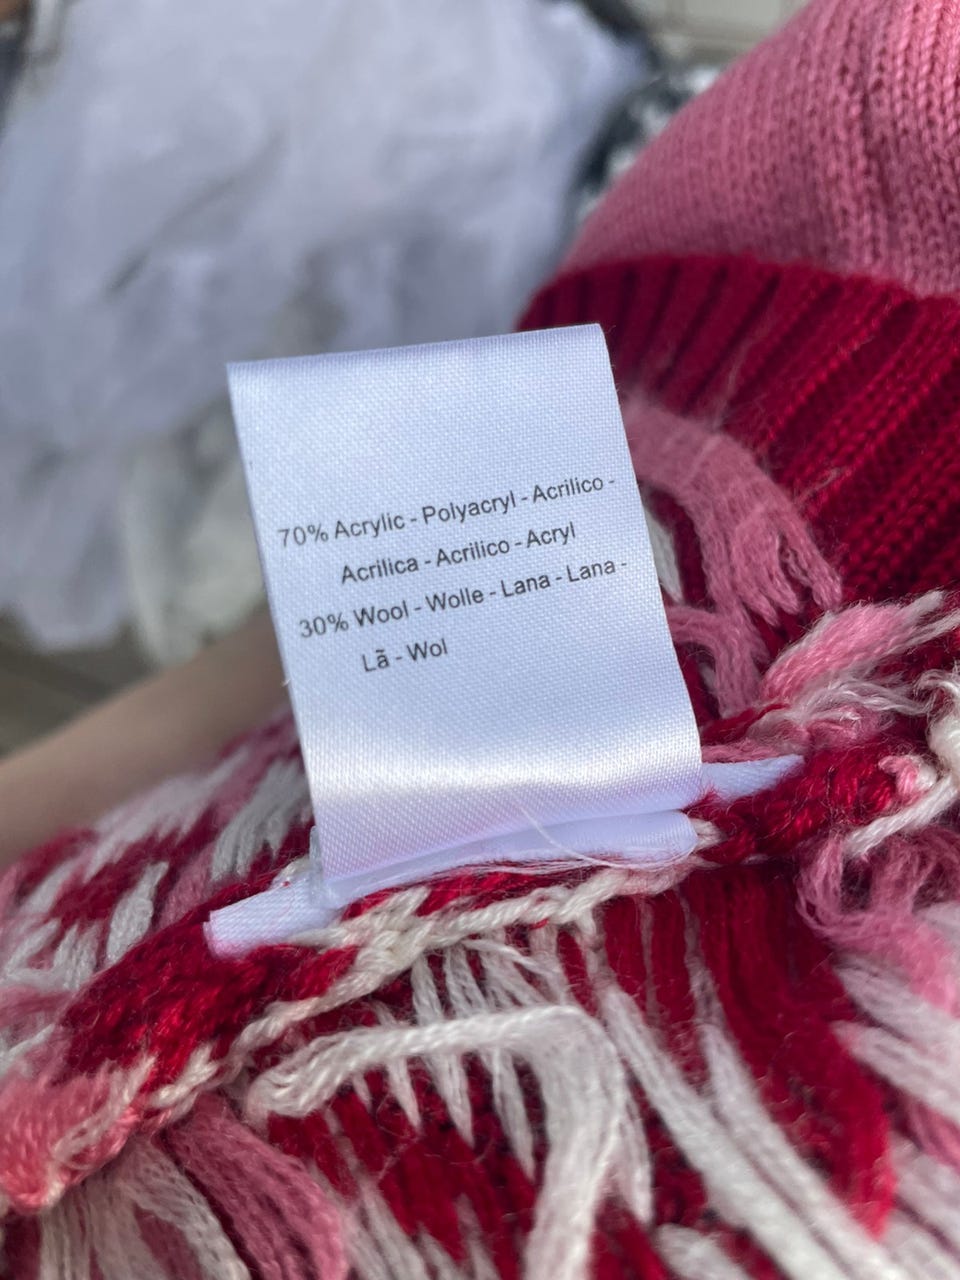 70% Acrylic - Polyacryl - Acrilico -
Acrilica - Acrilico - Acryl
30% Wool - Wolle - Lana - Lana -
Lã - Wol